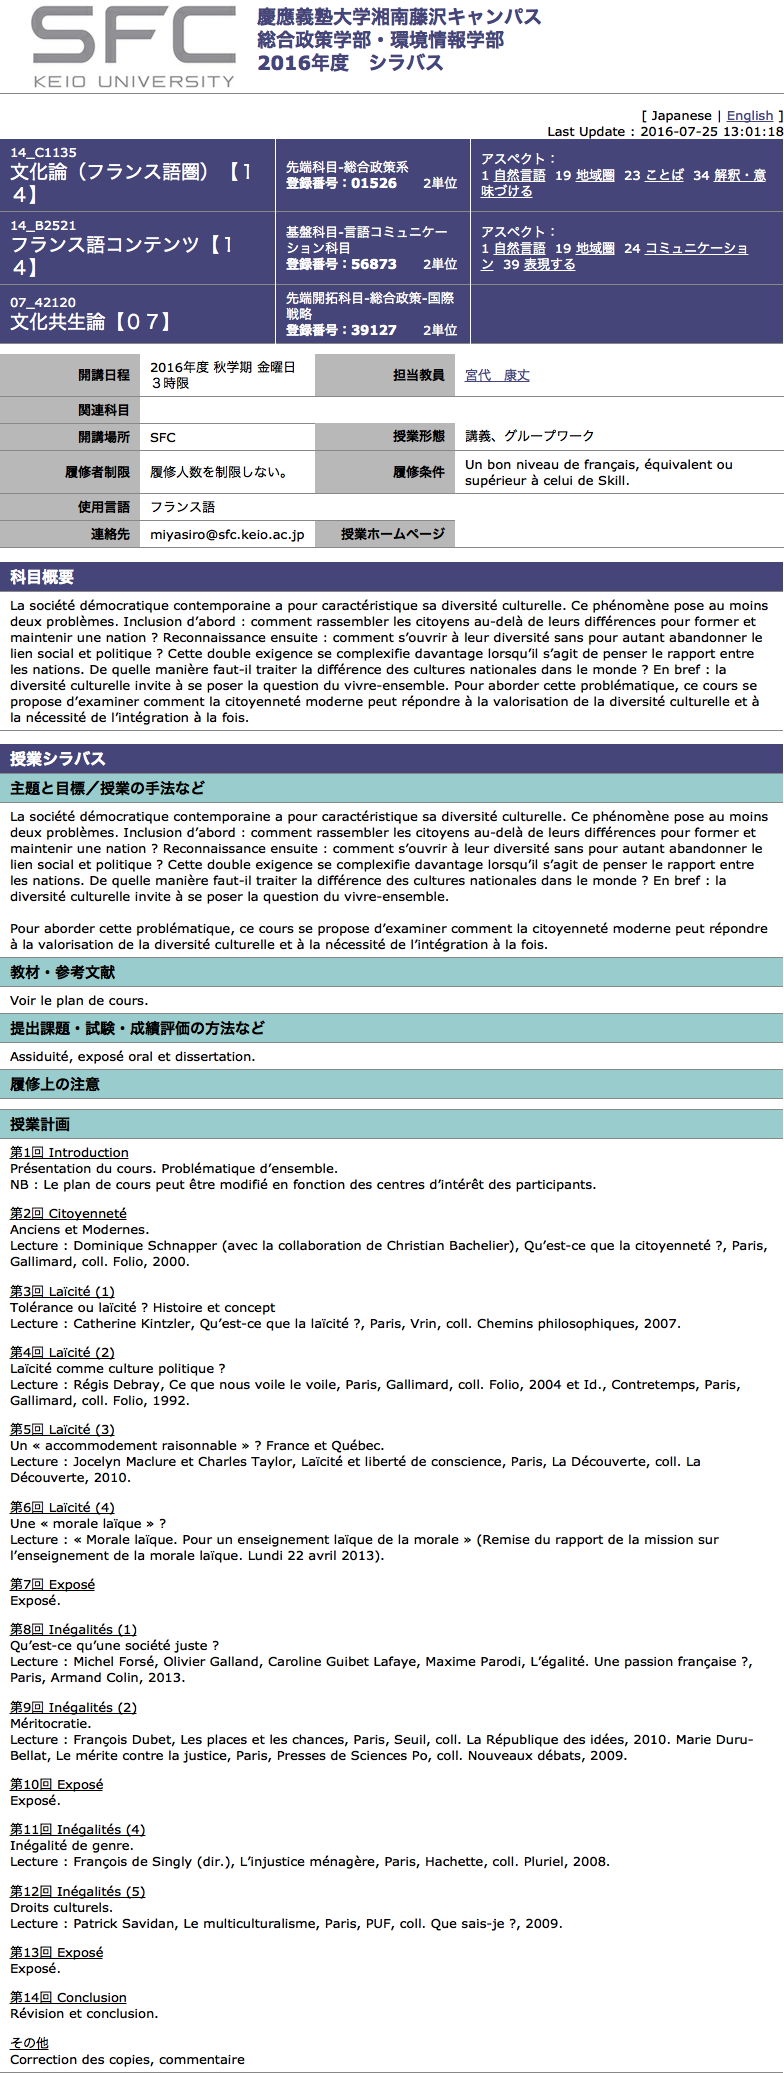 SFC
KEIO UNIVERSITY
慶應義塾大学湘南藤沢キャンパス
総合政策学部・環境情報学部
2016年度　シラバス
[ Japanese | English ]
Last Update : 2016-07-25 13:01:18
14_C1135
文化論（フランス語圏）【１
４】
先端科目-総合政策系
登録番号：01526 2単位
アスペクト：
1 自然言語 19 地域圏 23 ことば 34 解釈・意
味づける
14_B2521
フランス語コンテンツ【１
４】
基盤科目-言語コミュニケー
ション科目
登録番号：56873 2単位
アスペクト：
1 自然言語 19 地域圏 24 コミュニケーショ
ン 39 表現する
07_42120
文化共生論【０７】
先端開拓科目-総合政策-国際
戦略
登録番号：39127 2単位
開講日程
2016年度 秋学期 金曜日
３時限
担当教員
宮代　康丈
関連科目
開講場所
SFC
授業形態
講義、グループワーク
履修者制限
履修人数を制限しない。
履修条件
Un bon niveau de français, équivalent ou
supérieur à celui de Skill.
使用言語
フランス語
連絡先
miyasiro@sfc.keio.ac.jp
授業ホームページ
科目概要
La société démocratique contemporaine a pour caractéristique sa diversité culturelle. Ce phénomène pose au moins
deux problèmes. Inclusion d’abord : comment rassembler les citoyens au-delà de leurs différences pour former et
maintenir une nation ? Reconnaissance ensuite : comment s’ouvrir à leur diversité sans pour autant abandonner le
lien social et politique ? Cette double exigence se complexifie davantage lorsqu’il s’agit de penser le rapport entre
les nations. De quelle manière faut-il traiter la différence des cultures nationales dans le monde ? En bref : la
diversité culturelle invite à se poser la question du vivre-ensemble. Pour aborder cette problématique, ce cours se
propose d’examiner comment la citoyenneté moderne peut répondre à la valorisation de la diversité culturelle et à
la nécessité de l’intégration à la fois.
授業シラバス
主題と目標／授業の手法など
La société démocratique contemporaine a pour caractéristique sa diversité culturelle. Ce phénomène pose au moins
deux problèmes. Inclusion d’abord : comment rassembler les citoyens au-delà de leurs différences pour former et
maintenir une nation ? Reconnaissance ensuite : comment s’ouvrir à leur diversité sans pour autant abandonner le
lien social et politique ? Cette double exigence se complexifie davantage lorsqu’il s’agit de penser le rapport entre
les nations. De quelle manière faut-il traiter la différence des cultures nationales dans le monde ? En bref : la
diversité culturelle invite à se poser la question du vivre-ensemble.
Pour aborder cette problématique, ce cours se propose d’examiner comment la citoyenneté moderne peut répondre
à la valorisation de la diversité culturelle et à la nécessité de l’intégration à la fois.
教材・参考文献
Voir le plan de cours.
提出課題・試験・成績評価の方法など
Assiduité, exposé oral et dissertation.
履修上の注意
授業計画
第1回 Introduction
Présentation du cours. Problématique d’ensemble.
NB : Le plan de cours peut être modifié en fonction des centres d’intérêt des participants.
第2回 Citoyenneté
Anciens et Modernes.
Lecture : Dominique Schnapper (avec la collaboration de Christian Bachelier), Qu’est-ce que la citoyenneté ?, Paris,
Gallimard, coll. Folio, 2000.
第3回 Laïcité (1)
Tolérance ou laïcité ? Histoire et concept
Lecture : Catherine Kintzler, Qu’est-ce que la laïcité ?, Paris, Vrin, coll. Chemins philosophiques, 2007.
第4回 Laïcité (2)
Laïcité comme culture politique ?
Lecture : Régis Debray, Ce que nous voile le voile, Paris, Gallimard, coll. Folio, 2004 et Id., Contretemps, Paris,
Gallimard, coll. Folio, 1992.
第5回 Laïcité (3)
Un « accommodement raisonnable » ? France et Québec.
Lecture : Jocelyn Maclure et Charles Taylor, Laïcité et liberté de conscience, Paris, La Découverte, coll. La
Découverte, 2010.
第6回 Laïcité (4)
Une « morale laïque » ?
Lecture : « Morale laïque. Pour un enseignement laïque de la morale » (Remise du rapport de la mission sur
l’enseignement de la morale laïque. Lundi 22 avril 2013).
第7回 Exposé
Exposé.
第8回 Inégalités (1)
Qu’est-ce qu’une société juste ?
Lecture : Michel Forsé, Olivier Galland, Caroline Guibet Lafaye, Maxime Parodi, L’égalité. Une passion française ?,
Paris, Armand Colin, 2013.
第9回 Inégalités (2)
Méritocratie.
Lecture : François Dubet, Les places et les chances, Paris, Seuil, coll. La République des idées, 2010. Marie Duru-
Bellat, Le mérite contre la justice, Paris, Presses de Sciences Po, coll. Nouveaux débats, 2009.
第10回 Exposé
Exposé.
第11回 Inégalités (4)
Inégalité de genre.
Lecture : François de Singly (dir.), L’injustice ménagère, Paris, Hachette, coll. Pluriel, 2008.
第12回 Inégalités (5)
Droits culturels.
Lecture : Patrick Savidan, Le multiculturalisme, Paris, PUF, coll. Que sais-je ?, 2009.
第13回 Exposé
Exposé.
第14回 Conclusion
Révision et conclusion.
その他
Correction des copies, commentaire